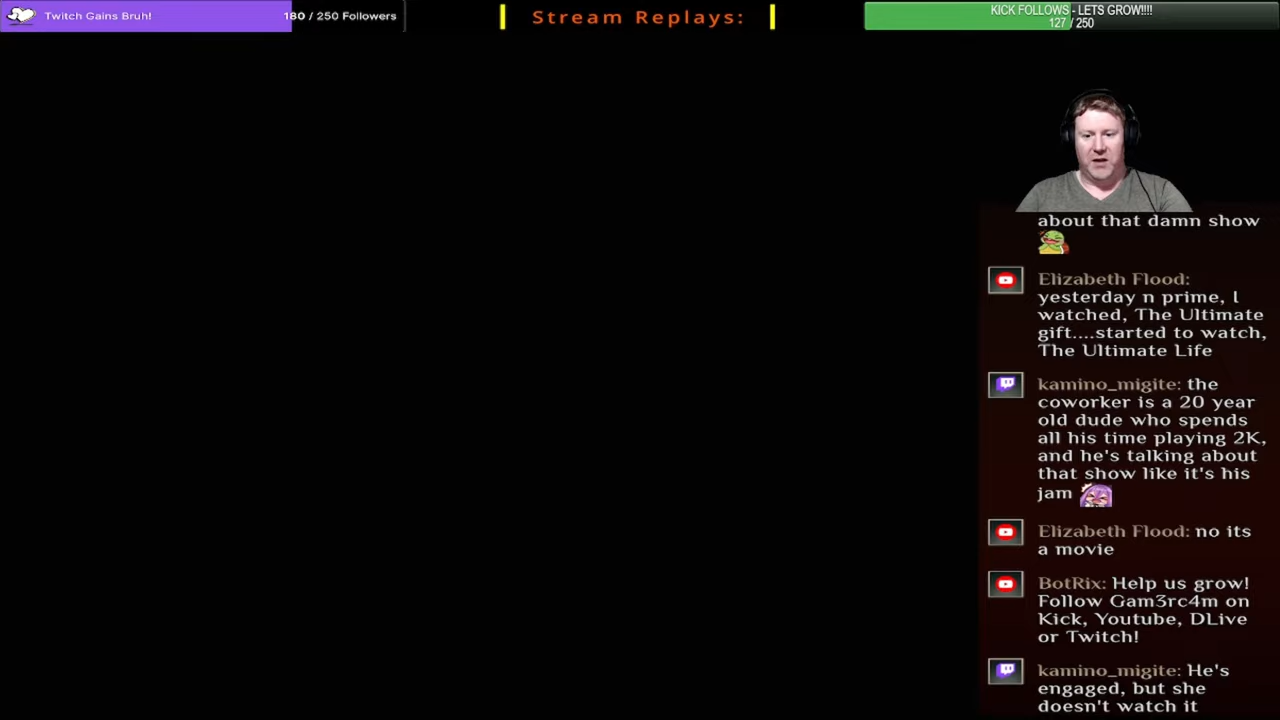 Twitch Gains Bruh!
180 / 250 Followers
Stream Replays:
KICK FOLLOWS - LETS GROW!!!!
127 / 250
about that damn show
Elizabeth Flood:
yesterday n prime, I
watched, The Ultimate
gift....started to watch,
The Ultimate Life
kamino_migite: the
coworker is a 20 year
old dude who spends
all his time playing 2K,
and he's talking about
that show like it's his
jam
Elizabeth Flood: no its
a movie
BotRix: Help us grow!
Follow Gam3rc4m on
Kick, Youtube, DLive
or Twitch!
kamino_migite: He's
engaged, but she
doesn't watch it